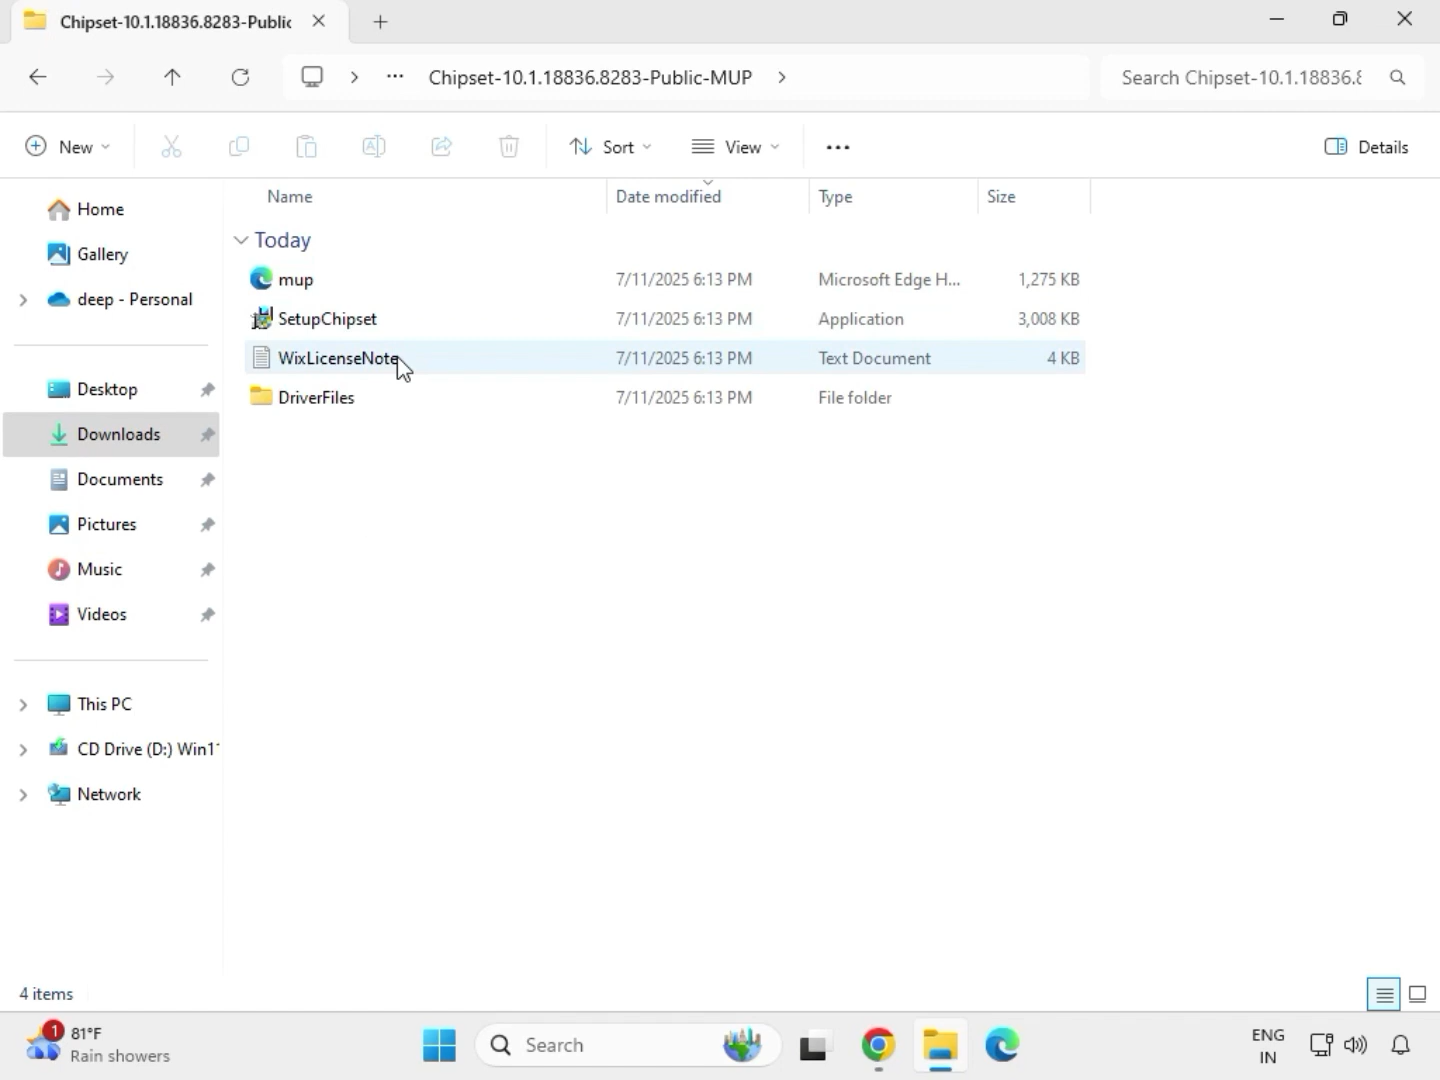 Chipset-10.1.18836.8283-Public
Chipset-10.1.18836.8283-Public-MUP
Search Chipset-10.1.18836.8
New
Sort
View
Details
Name Date modified Type Size
Home
Gallery
deep - Personal
Desktop
Downloads
Documents
Pictures
Music
Videos
This PC
CD Drive (D:) Win11
Network
Today
mup 7/11/2025 6:13 PM Microsoft Edge H... 1,275 KB
SetupChipset 7/11/2025 6:13 PM Application 3,008 KB
WixLicenseNote 7/11/2025 6:13 PM Text Document 4 KB
DriverFiles 7/11/2025 6:13 PM File folder
4 items
1
81°F
Rain showers
Search
ENG
IN